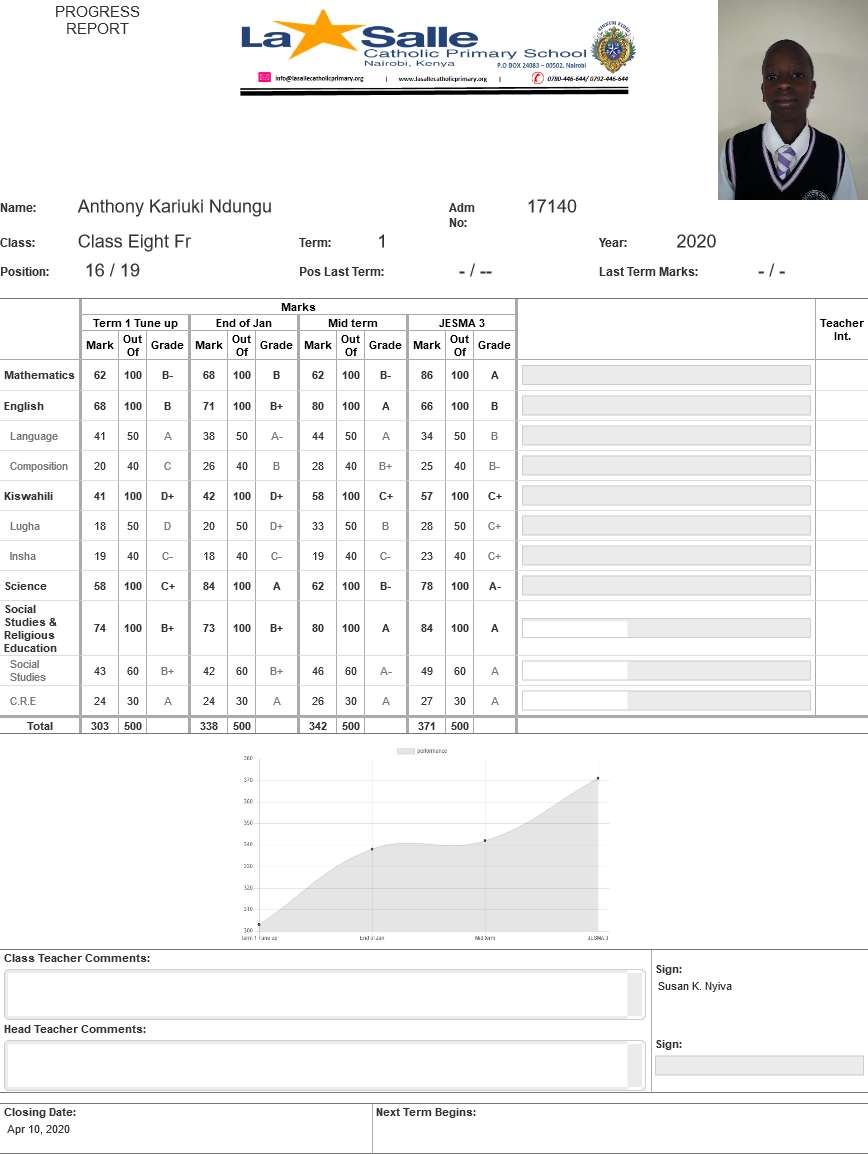 PROGRESS
REPORT
La Salle
Catholic Primary School
Nairobi, Kenya
P.O BOX 24083 – 00502, Nairobi
info@lasallecatholicprimary.org | www.lasallecatholicprimary.org | 0780-446-644/ 0792-446-644
Name: Anthony Kariuki Ndungu Adm No: 17140
Class: Class Eight Fr Term: 1 Year: 2020
Position: 16 / 19 Pos Last Term: - / -- Last Term Marks: - / -
Marks
Term 1 Tune up End of Jan Mid term JESMA 3 Teacher Int.
Mark Out Of Grade Mark Out Of Grade Mark Out Of Grade Mark Out Of Grade
Mathematics 62 100 B- 68 100 B 62 100 B- 86 100 A
English 68 100 B 71 100 B+ 80 100 A 66 100 B
Language 41 50 A 38 50 A- 44 50 A 34 50 B
Composition 20 40 C 26 40 B 28 40 B+ 25 40 B-
Kiswahili 41 100 D+ 42 100 D+ 58 100 C+ 57 100 C+
Lugha 18 50 D 20 50 D+ 33 50 B 28 50 C+
Insha 19 40 C- 18 40 C- 19 40 C- 23 40 C+
Science 58 100 C+ 84 100 A 62 100 B- 78 100 A-
Social
Studies &
Religious
Education 74 100 B+ 73 100 B+ 80 100 A 84 100 A
Social
Studies 43 60 B+ 42 60 B+ 46 60 A- 49 60 A
C.R.E 24 30 A 24 30 A 26 30 A 27 30 A
Total 303 500 338 500 342 500 371 500
performance
380
370
360
350
340
330
320
310
300
Term 1 Tune up End of Jan Mid term JESMA 3
Class Teacher Comments:
Sign:
Susan K. Nyiva
Head Teacher Comments:
Sign:
Closing Date: Next Term Begins:
Apr 10, 2020